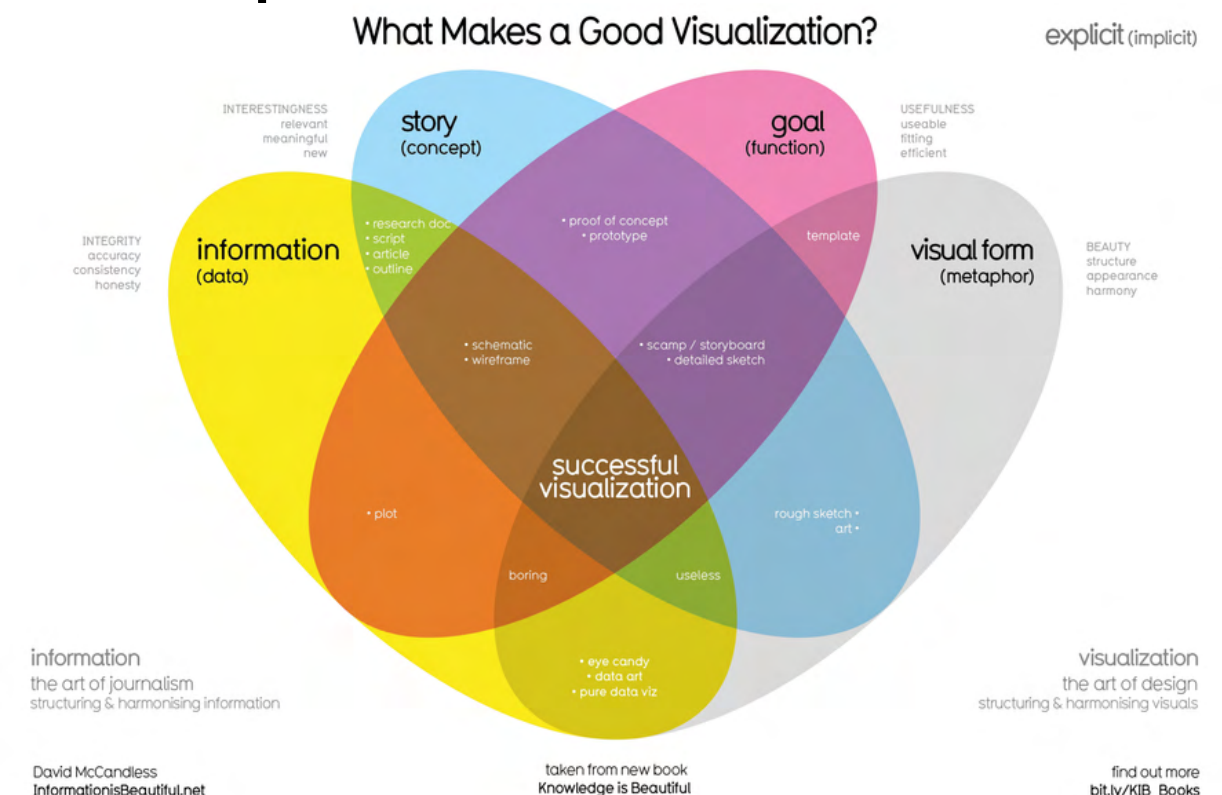 What Makes a Good Visualization?
explicit (implicit)
INTERESTINGNESS
relevant
meaningful
new
story
(concept)
goal
(function)
USEFULNESS
useable
fitting
efficient
INTEGRITY
accuracy
consistency
honesty
information
(data)
• research doc
• script
• article
• outline
• proof of concept
• prototype
template
visual form
(metaphor)
BEAUTY
structure
appearance
harmony
• schematic
• wireframe
• scamp / storyboard
• detailed sketch
successful
visualization
• plot
rough sketch •
art •
boring
useless
• eye candy
• data art
• pure data viz
information
the art of journalism
structuring & harmonising information
visualization
the art of design
structuring & harmonising visuals
David McCandless
InformationisBeautiful.net
taken from new book
Knowledge is Beautiful
find out more
bit.ly/KIB_Books